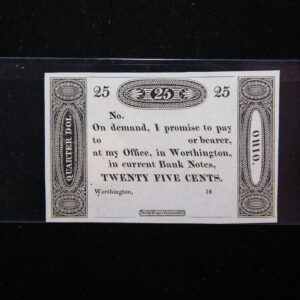 25 25 25
No.
On demand, I promise to pay
to or bearer,
at my Office, in Worthington,
in current Bank Notes,
TWENTY FIVE CENTS.
Worthington, 18
QUARTER DOL.
OHIO